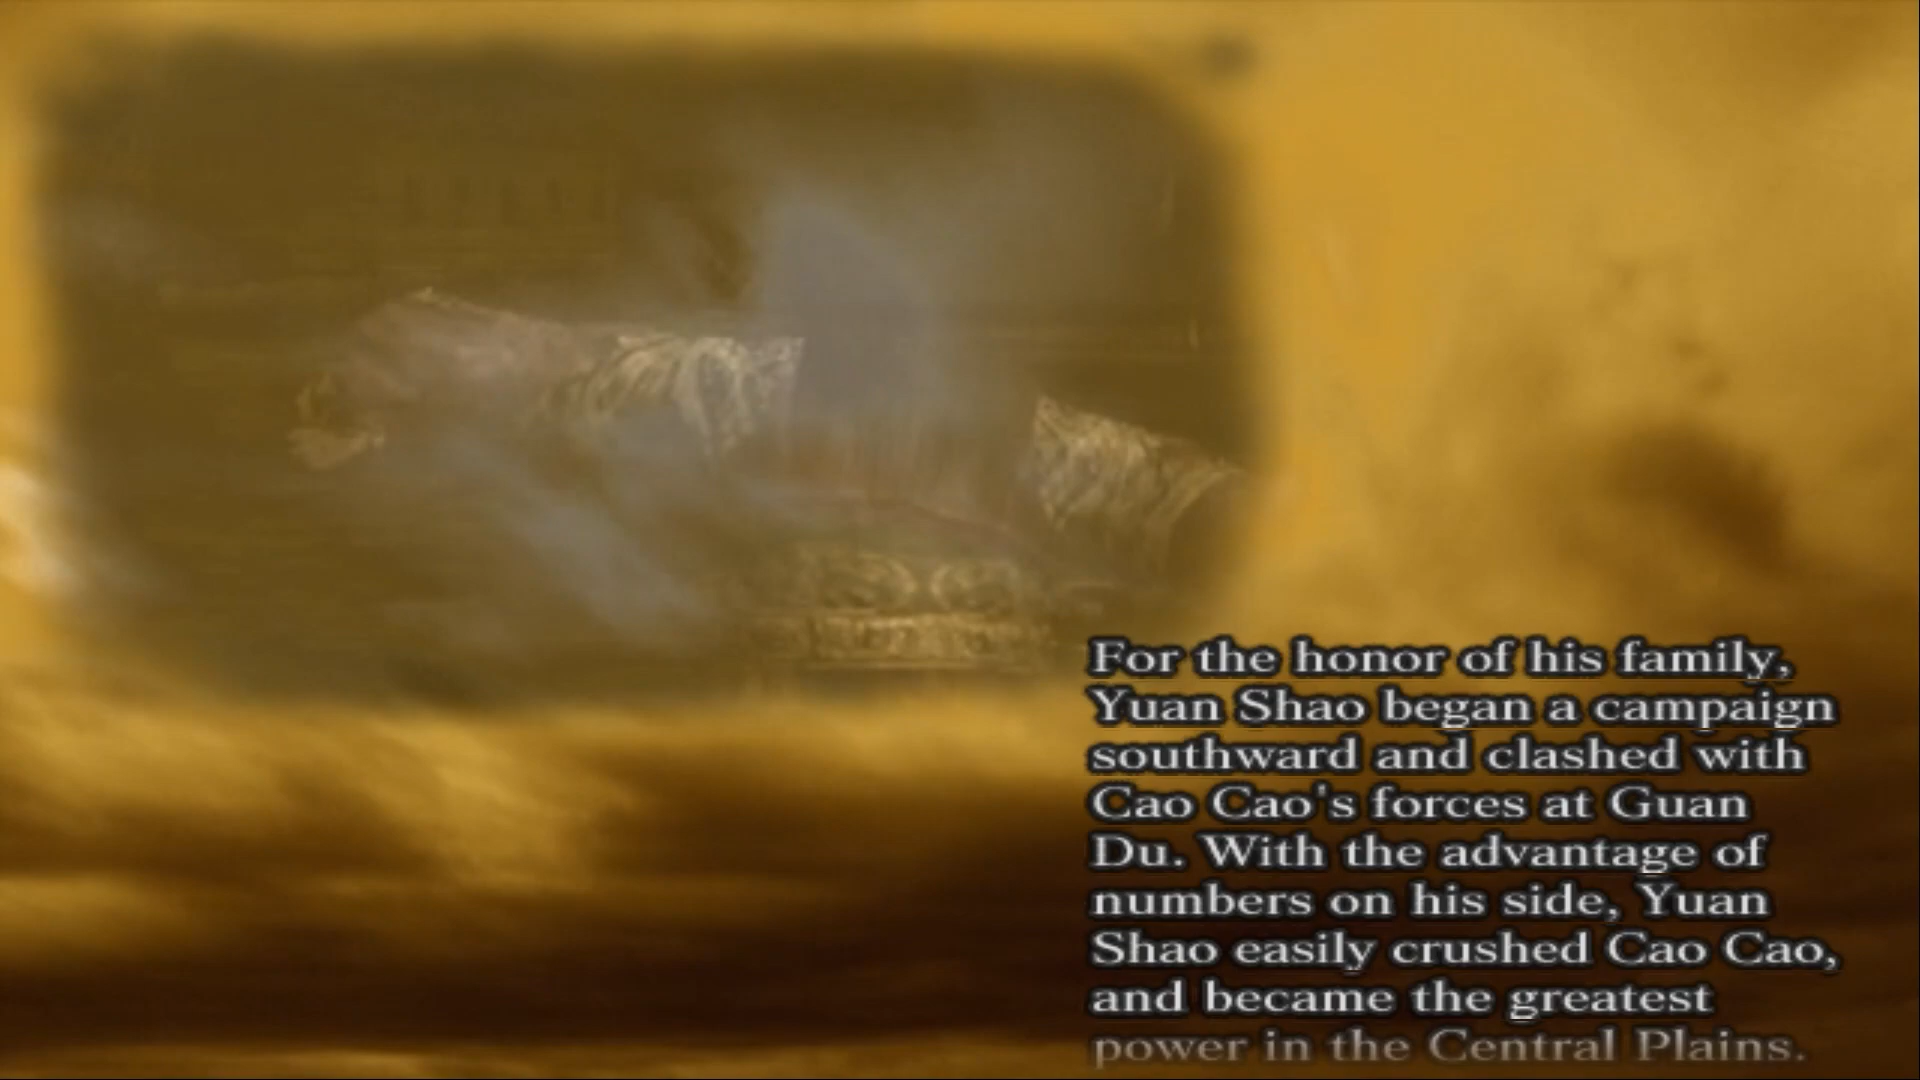 For the honor of his family,
Yuan Shao began a campaign
southward and clashed with
Cao Cao's forces at Guan
Du. With the advantage of
numbers on his side, Yuan
Shao easily crushed Cao Cao,
and became the greatest
power in the Central Plains.